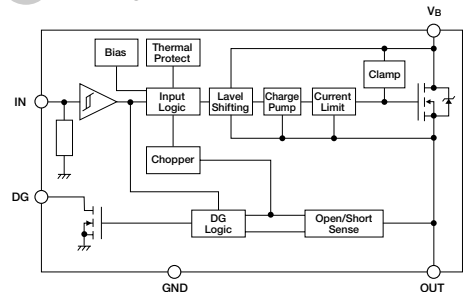 VB
Bias
Thermal
Protect
Clamp
IN
Input
Logic
Lavel
Shifting
Charge
Pump
Current
Limit
Chopper
DG
DG
Logic
Open/Short
Sense
GND
OUT